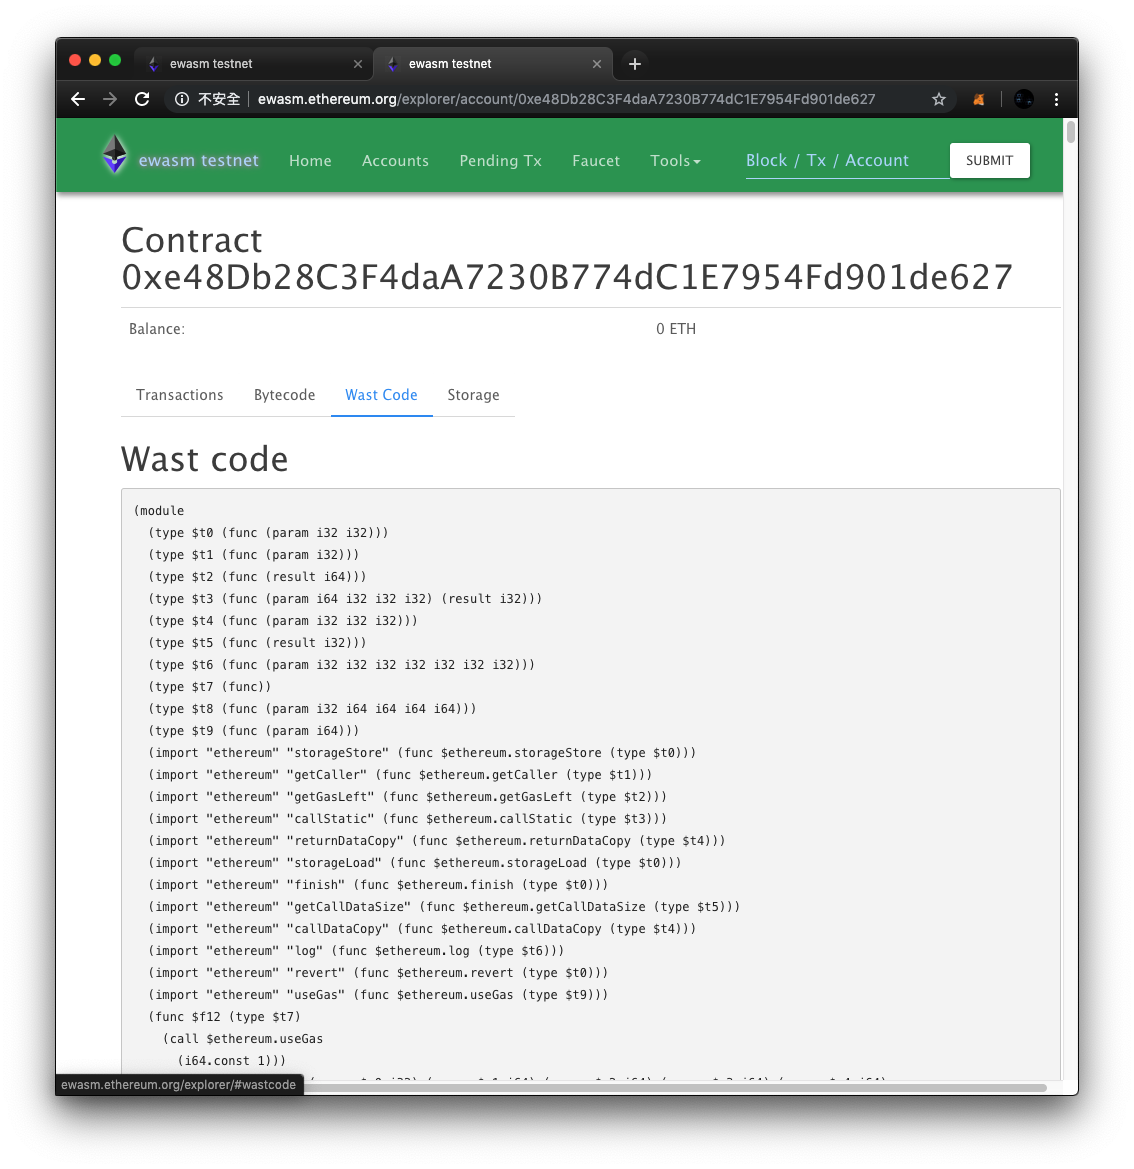 ewasm testnet
ewasm testnet
不安全 ewasm.ethereum.org/explorer/account/0xe48Db28C3F4daA7230B774dC1E7954Fd901de627
ewasm testnet Home Accounts Pending Tx Faucet Tools Block / Tx / Account SUBMIT
Contract
0xe48Db28C3F4daA7230B774dC1E7954Fd901de627
Balance: 0 ETH
Transactions Bytecode Wast Code Storage
Wast code
(module
  (type $t0 (func (param i32 i32)))
  (type $t1 (func (param i32)))
  (type $t2 (func (result i64)))
  (type $t3 (func (param i64 i32 i32 i32) (result i32)))
  (type $t4 (func (param i32 i32 i32)))
  (type $t5 (func (result i32)))
  (type $t6 (func (param i32 i32 i32 i32 i32 i32 i32)))
  (type $t7 (func))
  (type $t8 (func (param i32 i64 i64 i64 i64)))
  (type $t9 (func (param i64)))
  (import "ethereum" "storageStore" (func $ethereum.storageStore (type $t0)))
  (import "ethereum" "getCaller" (func $ethereum.getCaller (type $t1)))
  (import "ethereum" "getGasLeft" (func $ethereum.getGasLeft (type $t2)))
  (import "ethereum" "callStatic" (func $ethereum.callStatic (type $t3)))
  (import "ethereum" "returnDataCopy" (func $ethereum.returnDataCopy (type $t4)))
  (import "ethereum" "storageLoad" (func $ethereum.storageLoad (type $t0)))
  (import "ethereum" "finish" (func $ethereum.finish (type $t0)))
  (import "ethereum" "getCallDataSize" (func $ethereum.getCallDataSize (type $t5)))
  (import "ethereum" "callDataCopy" (func $ethereum.callDataCopy (type $t4)))
  (import "ethereum" "log" (func $ethereum.log (type $t6)))
  (import "ethereum" "revert" (func $ethereum.revert (type $t0)))
  (import "ethereum" "useGas" (func $ethereum.useGas (type $t9)))
  (func $f12 (type $t7)
    (call $ethereum.useGas
      (i64.const 1)))
ewasm.ethereum.org/explorer/#wastcode